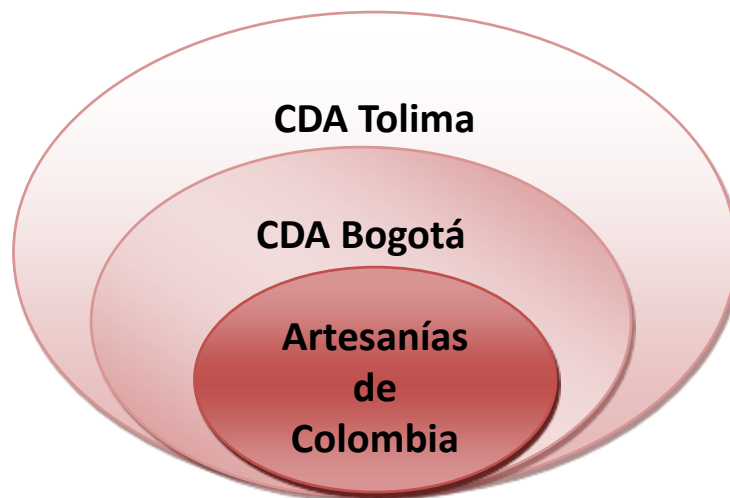 CDA Tolima
CDA Bogotá
Artesanías
de
Colombia